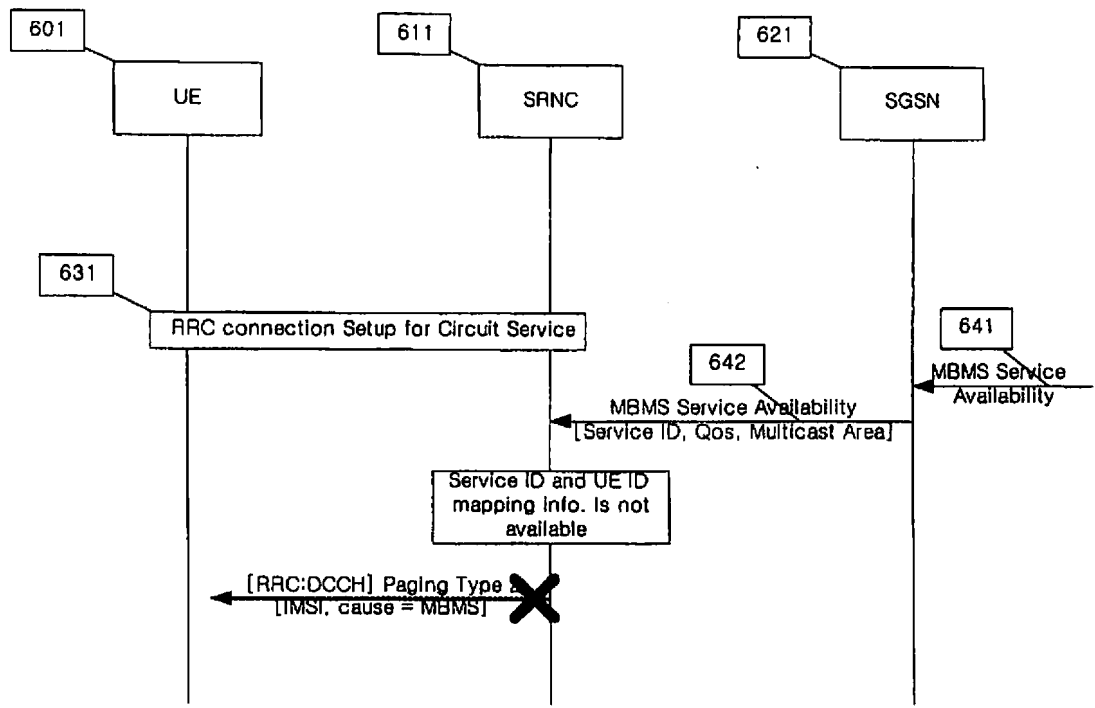 601
611
621
UE
SRNC
SGSN
631
RRC connection Setup for Circuit Service
641
642
MBMS Service
Availability
MBMS Service Availability
[Service ID, Qos, Multicast Area]
Service ID and UE ID
mapping info. Is not
available
[RRC:DCCH] Paging Type
[IMSI, cause = MBMS]